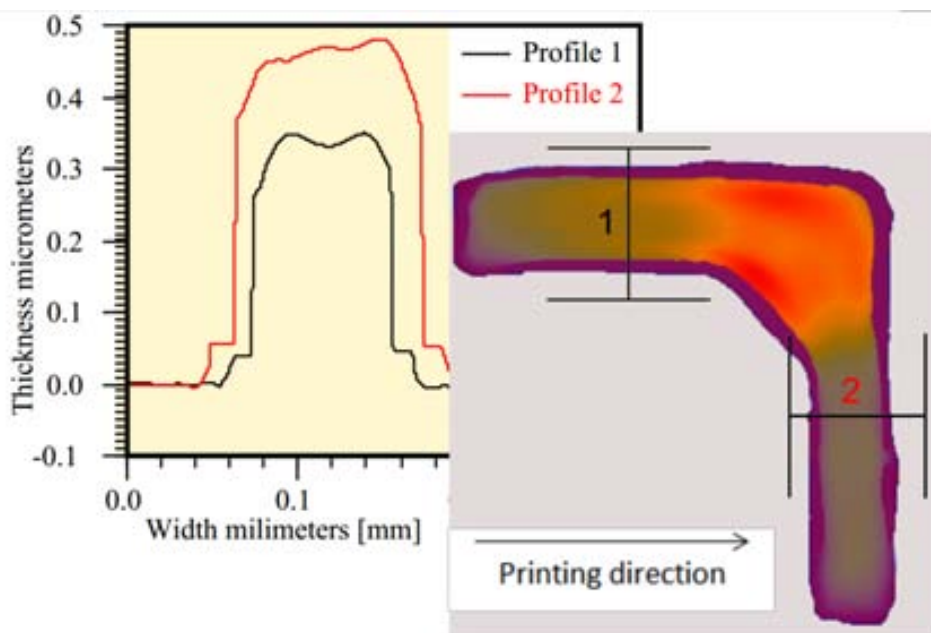 0.5
0.4
0.3
0.2
0.1
0.0
-0.1
Thickness micrometers
0.0
0.1
Width milimeters [mm]
Profile 1
Profile 2
1
2
Printing direction